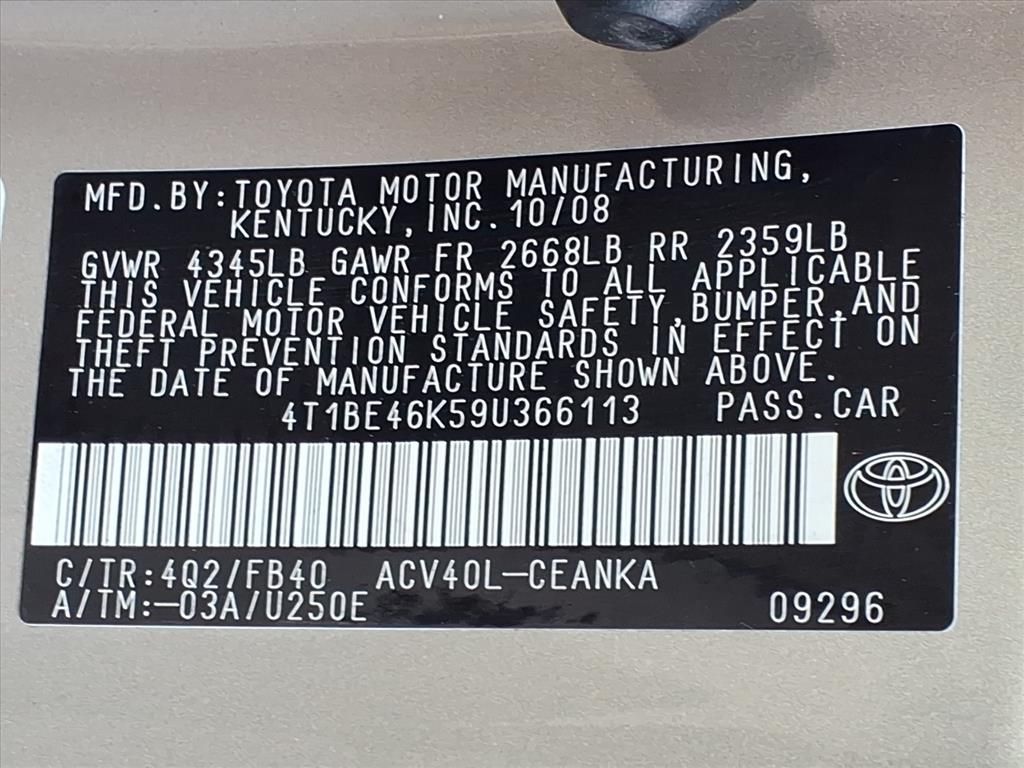 MFD.BY:TOYOTA MOTOR MANUFACTURING,
KENTUCKY,INC.10/08
GVWR 4345LB GAWR FR 2668LB RR 2359LB
THIS VEHICLE CONFORMS TO ALL APPLICABLE
FEDERAL MOTOR VEHICLE SAFETY,BUMPER,AND
THEFT PREVENTION STANDARDS IN EFFECT ON
THE DATE OF MANUFACTURE SHOWN ABOVE.
4T1BE46K59U366113 PASS.CAR
C/TR:4Q2/FB40 ACV40L-CEANKA
A/TM:-03A/U250E 09296